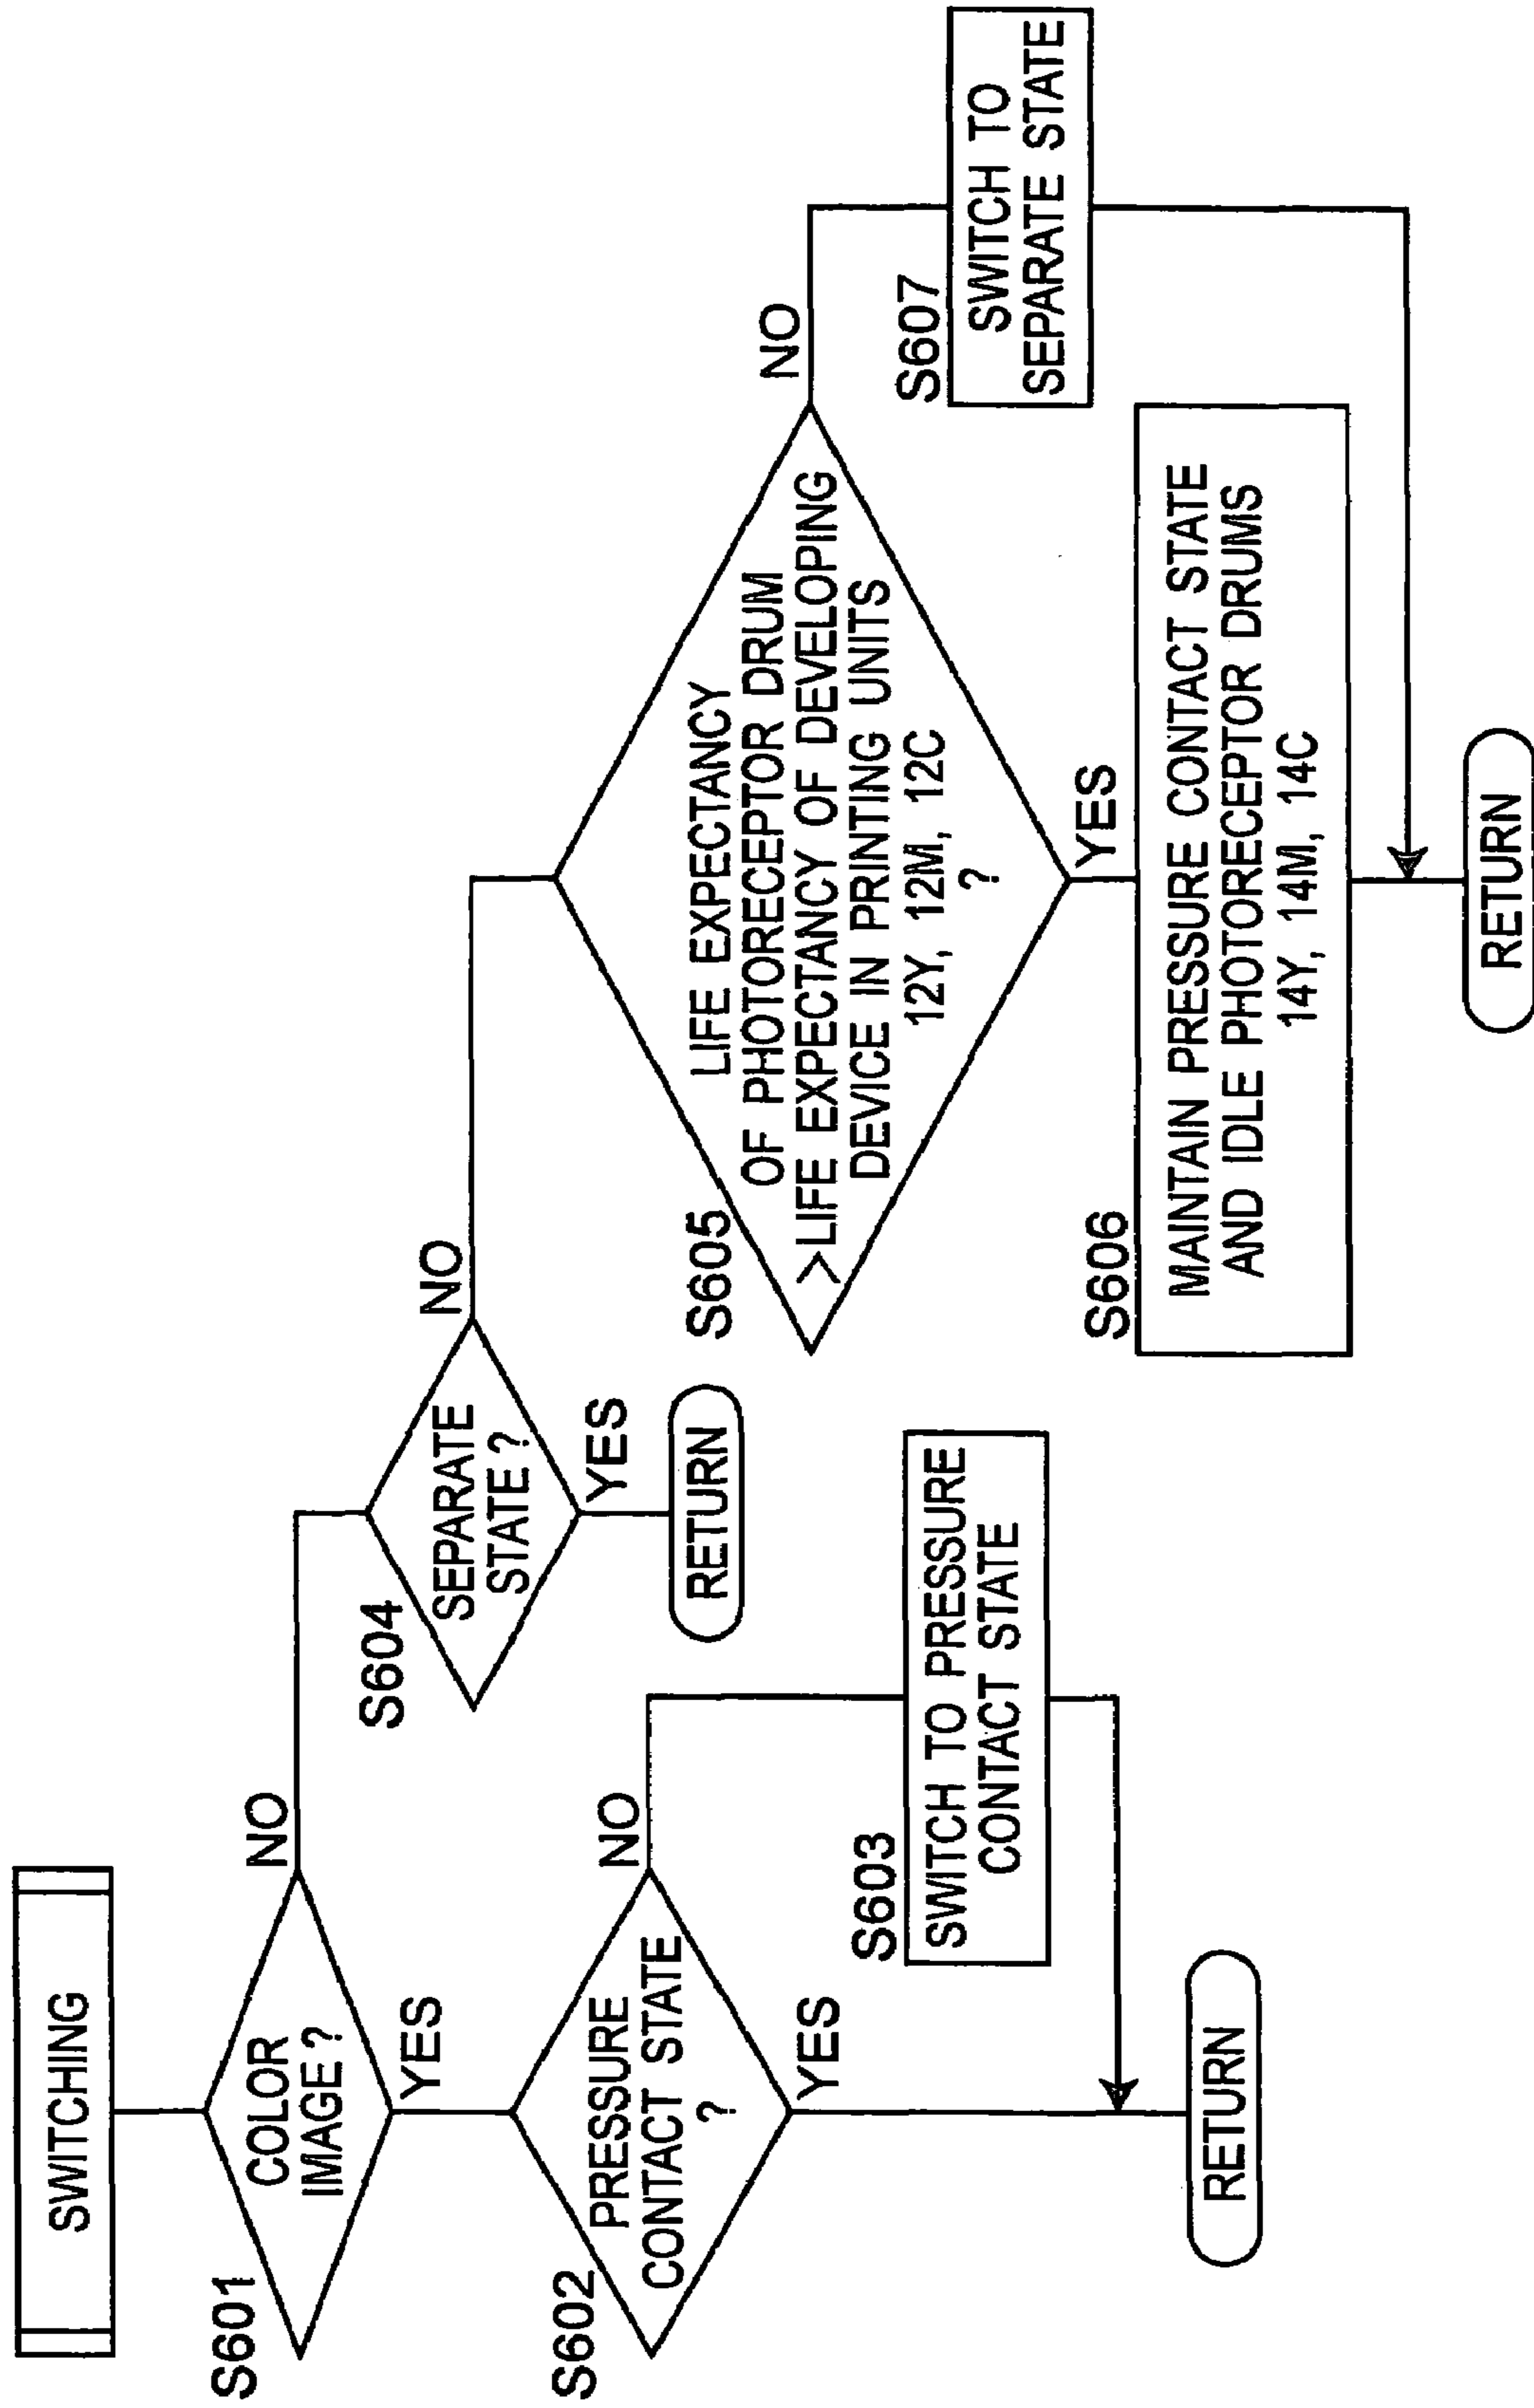 SWITCHING
S601
COLOR
IMAGE ?
NO
YES
S602
PRESSURE
CONTACT STATE
?
NO
YES
S603
SWITCH TO PRESSURE
CONTACT STATE
RETURN
S604
SEPARATE
STATE ?
NO
YES
RETURN
S605
LIFE EXPECTANCY
OF PHOTORECEPTOR DRUM
>LIFE EXPECTANCY OF DEVELOPING
DEVICE IN PRINTING UNITS
12Y, 12M, 12C
?
NO
YES
S606
MAINTAIN PRESSURE CONTACT STATE
AND IDLE PHOTORECEPTOR DRUMS
14Y, 14M, 14C
S607
SWITCH TO
SEPARATE STATE
RETURN